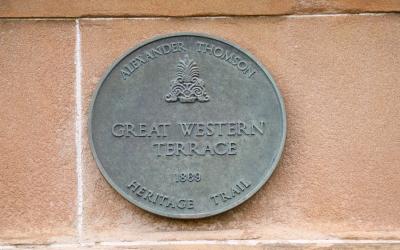 ALEXANDER THOMSON
GREAT WESTERN
TERRACE
1869
HERITAGE TRAIL